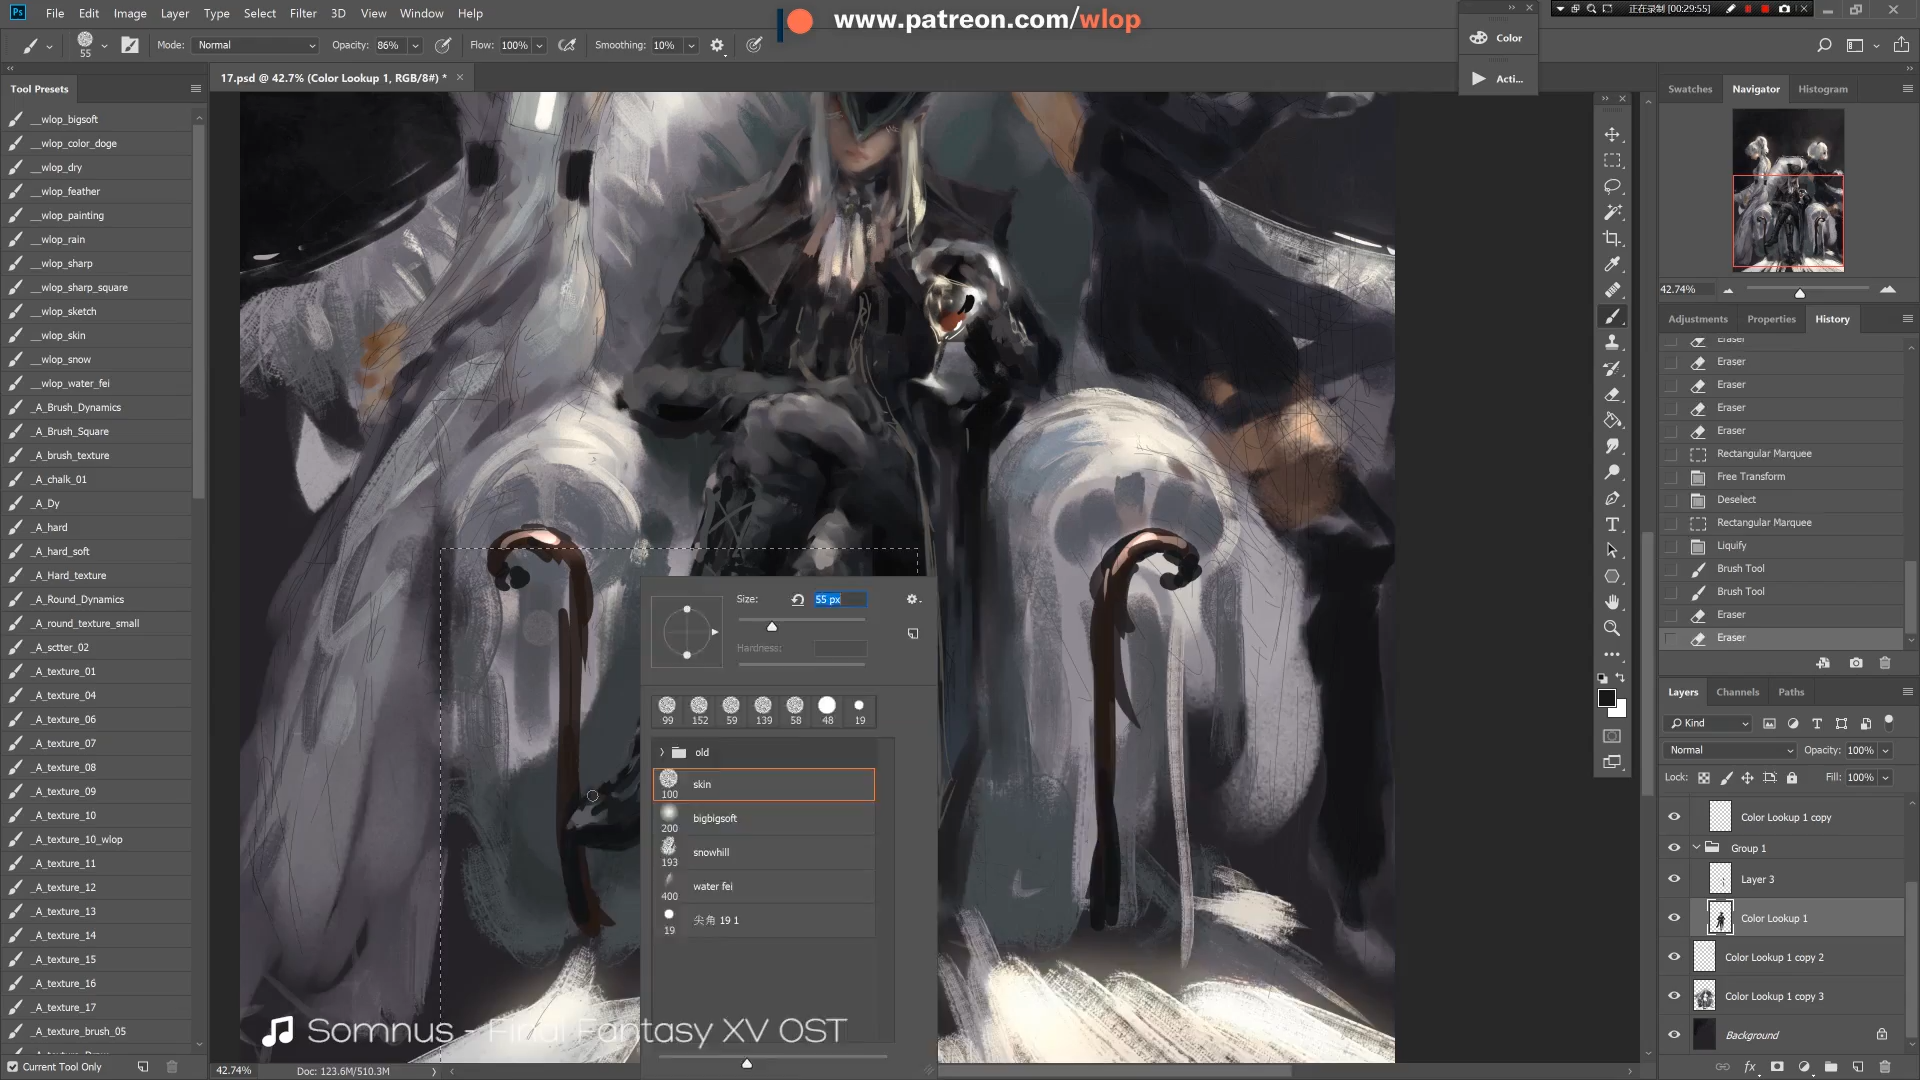 File Edit Image Layer Type Select Filter 3D View Window Help
www.patreon.com/wlop
正在录制 [00:29:55]
55 Mode: Normal Opacity: 86% Flow: 100% Smoothing: 10%
Color
Acti...
Tool Presets
17.psd @ 42.7% (Color Lookup 1, RGB/8#) *
__wlop_bigsoft
__wlop_color_doge
__wlop_dry
__wlop_feather
__wlop_painting
__wlop_rain
__wlop_sharp
__wlop_sharp_square
__wlop_sketch
__wlop_skin
__wlop_snow
__wlop_water_fei
_A_Brush_Dynamics
_A_Brush_Square
_A_brush_texture
_A_chalk_01
_A_Dy
_A_hard
_A_hard_soft
_A_Hard_texture
_A_Round_Dynamics
_A_round_texture_small
_A_sctter_02
_A_texture_01
_A_texture_04
_A_texture_06
_A_texture_07
_A_texture_08
_A_texture_09
_A_texture_10
_A_texture_10_wlop
_A_texture_11
_A_texture_12
_A_texture_13
_A_texture_14
_A_texture_15
_A_texture_16
_A_texture_17
_A_texture_brush_05
Current Tool Only
Size: 55 px
Hardness:
99 152 59 139 58 48 19
old
skin
100
bigbigsoft
200
snowhill
193
water fei
400
尖角 19 1
19
Somnus - Final Fantasy XV OST
42.74% Doc: 123.6M/510.3M
Swatches Navigator Histogram
42.74%
Adjustments Properties History
Eraser
Eraser
Eraser
Eraser
Eraser
Rectangular Marquee
Free Transform
Deselect
Rectangular Marquee
Liquify
Brush Tool
Brush Tool
Eraser
Eraser
Layers Channels Paths
Kind
Normal Opacity: 100%
Lock: Fill: 100%
Color Lookup 1 copy
Group 1
Layer 3
Color Lookup 1
Color Lookup 1 copy 2
Color Lookup 1 copy 3
Background